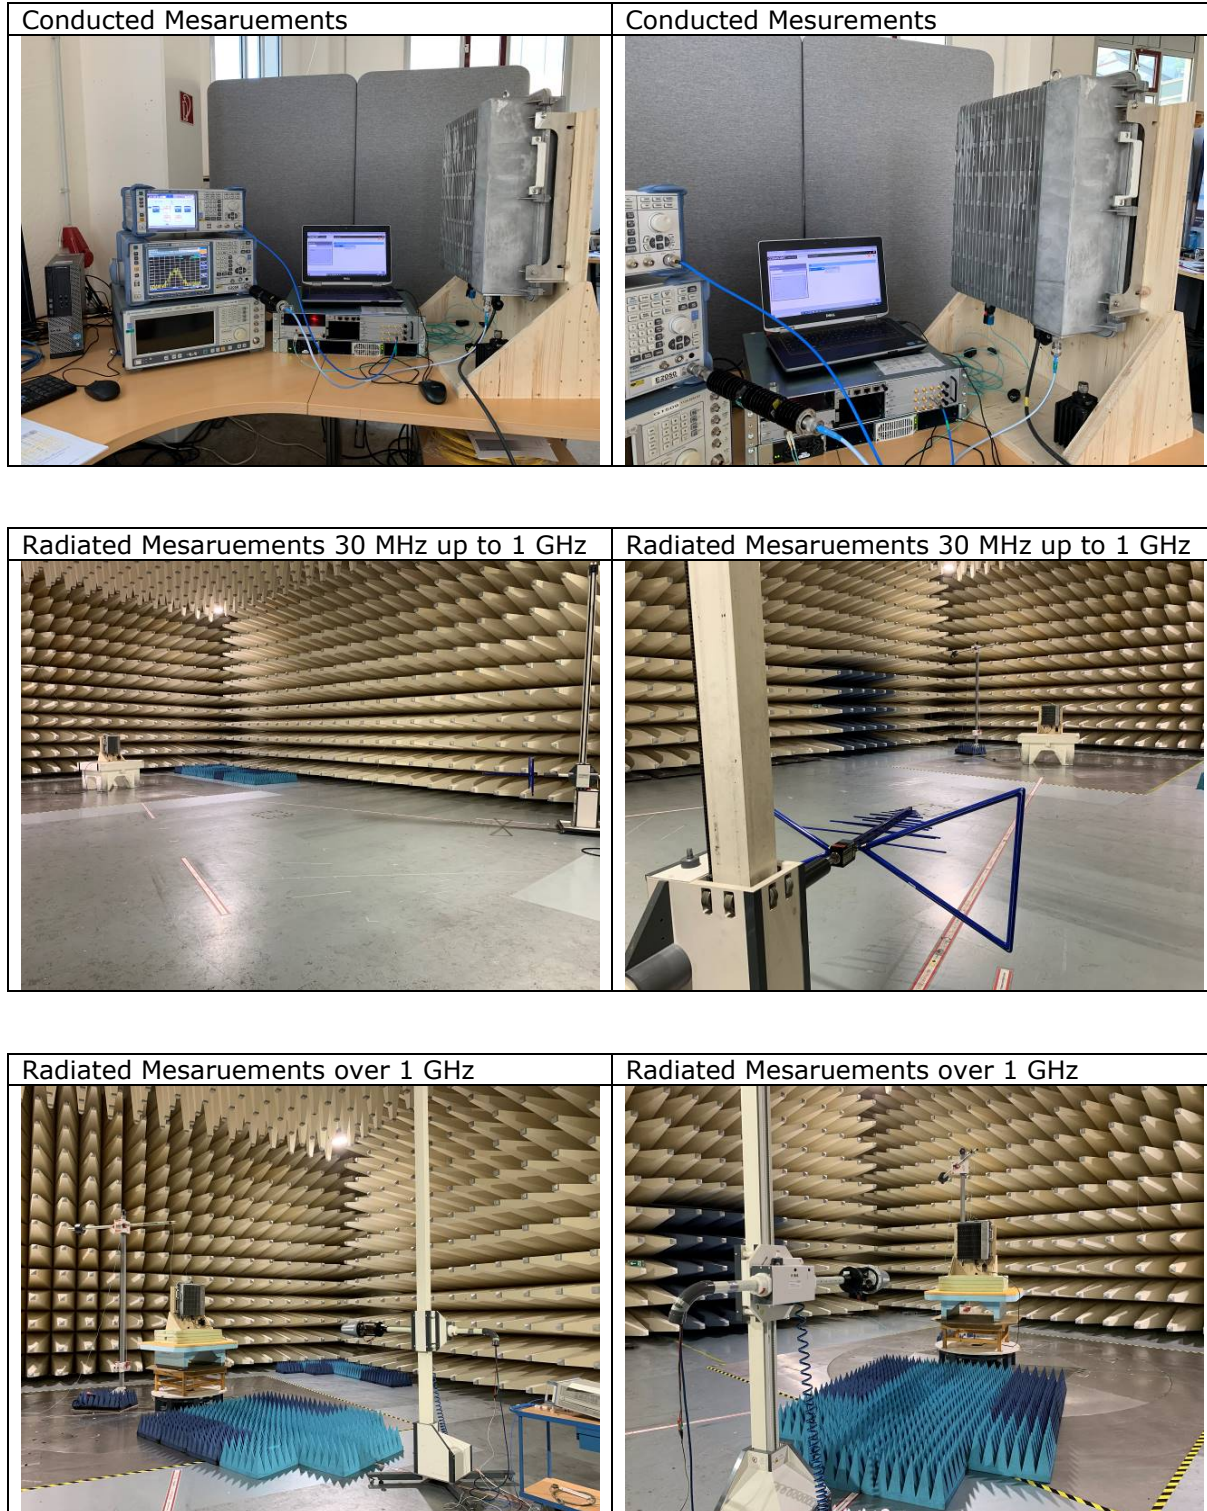 Conducted Mesaruements
Conducted Mesurements
Radiated Mesaruements 30 MHz up to 1 GHz
Radiated Mesaruements 30 MHz up to 1 GHz
Radiated Mesaruements over 1 GHz
Radiated Mesaruements over 1 GHz